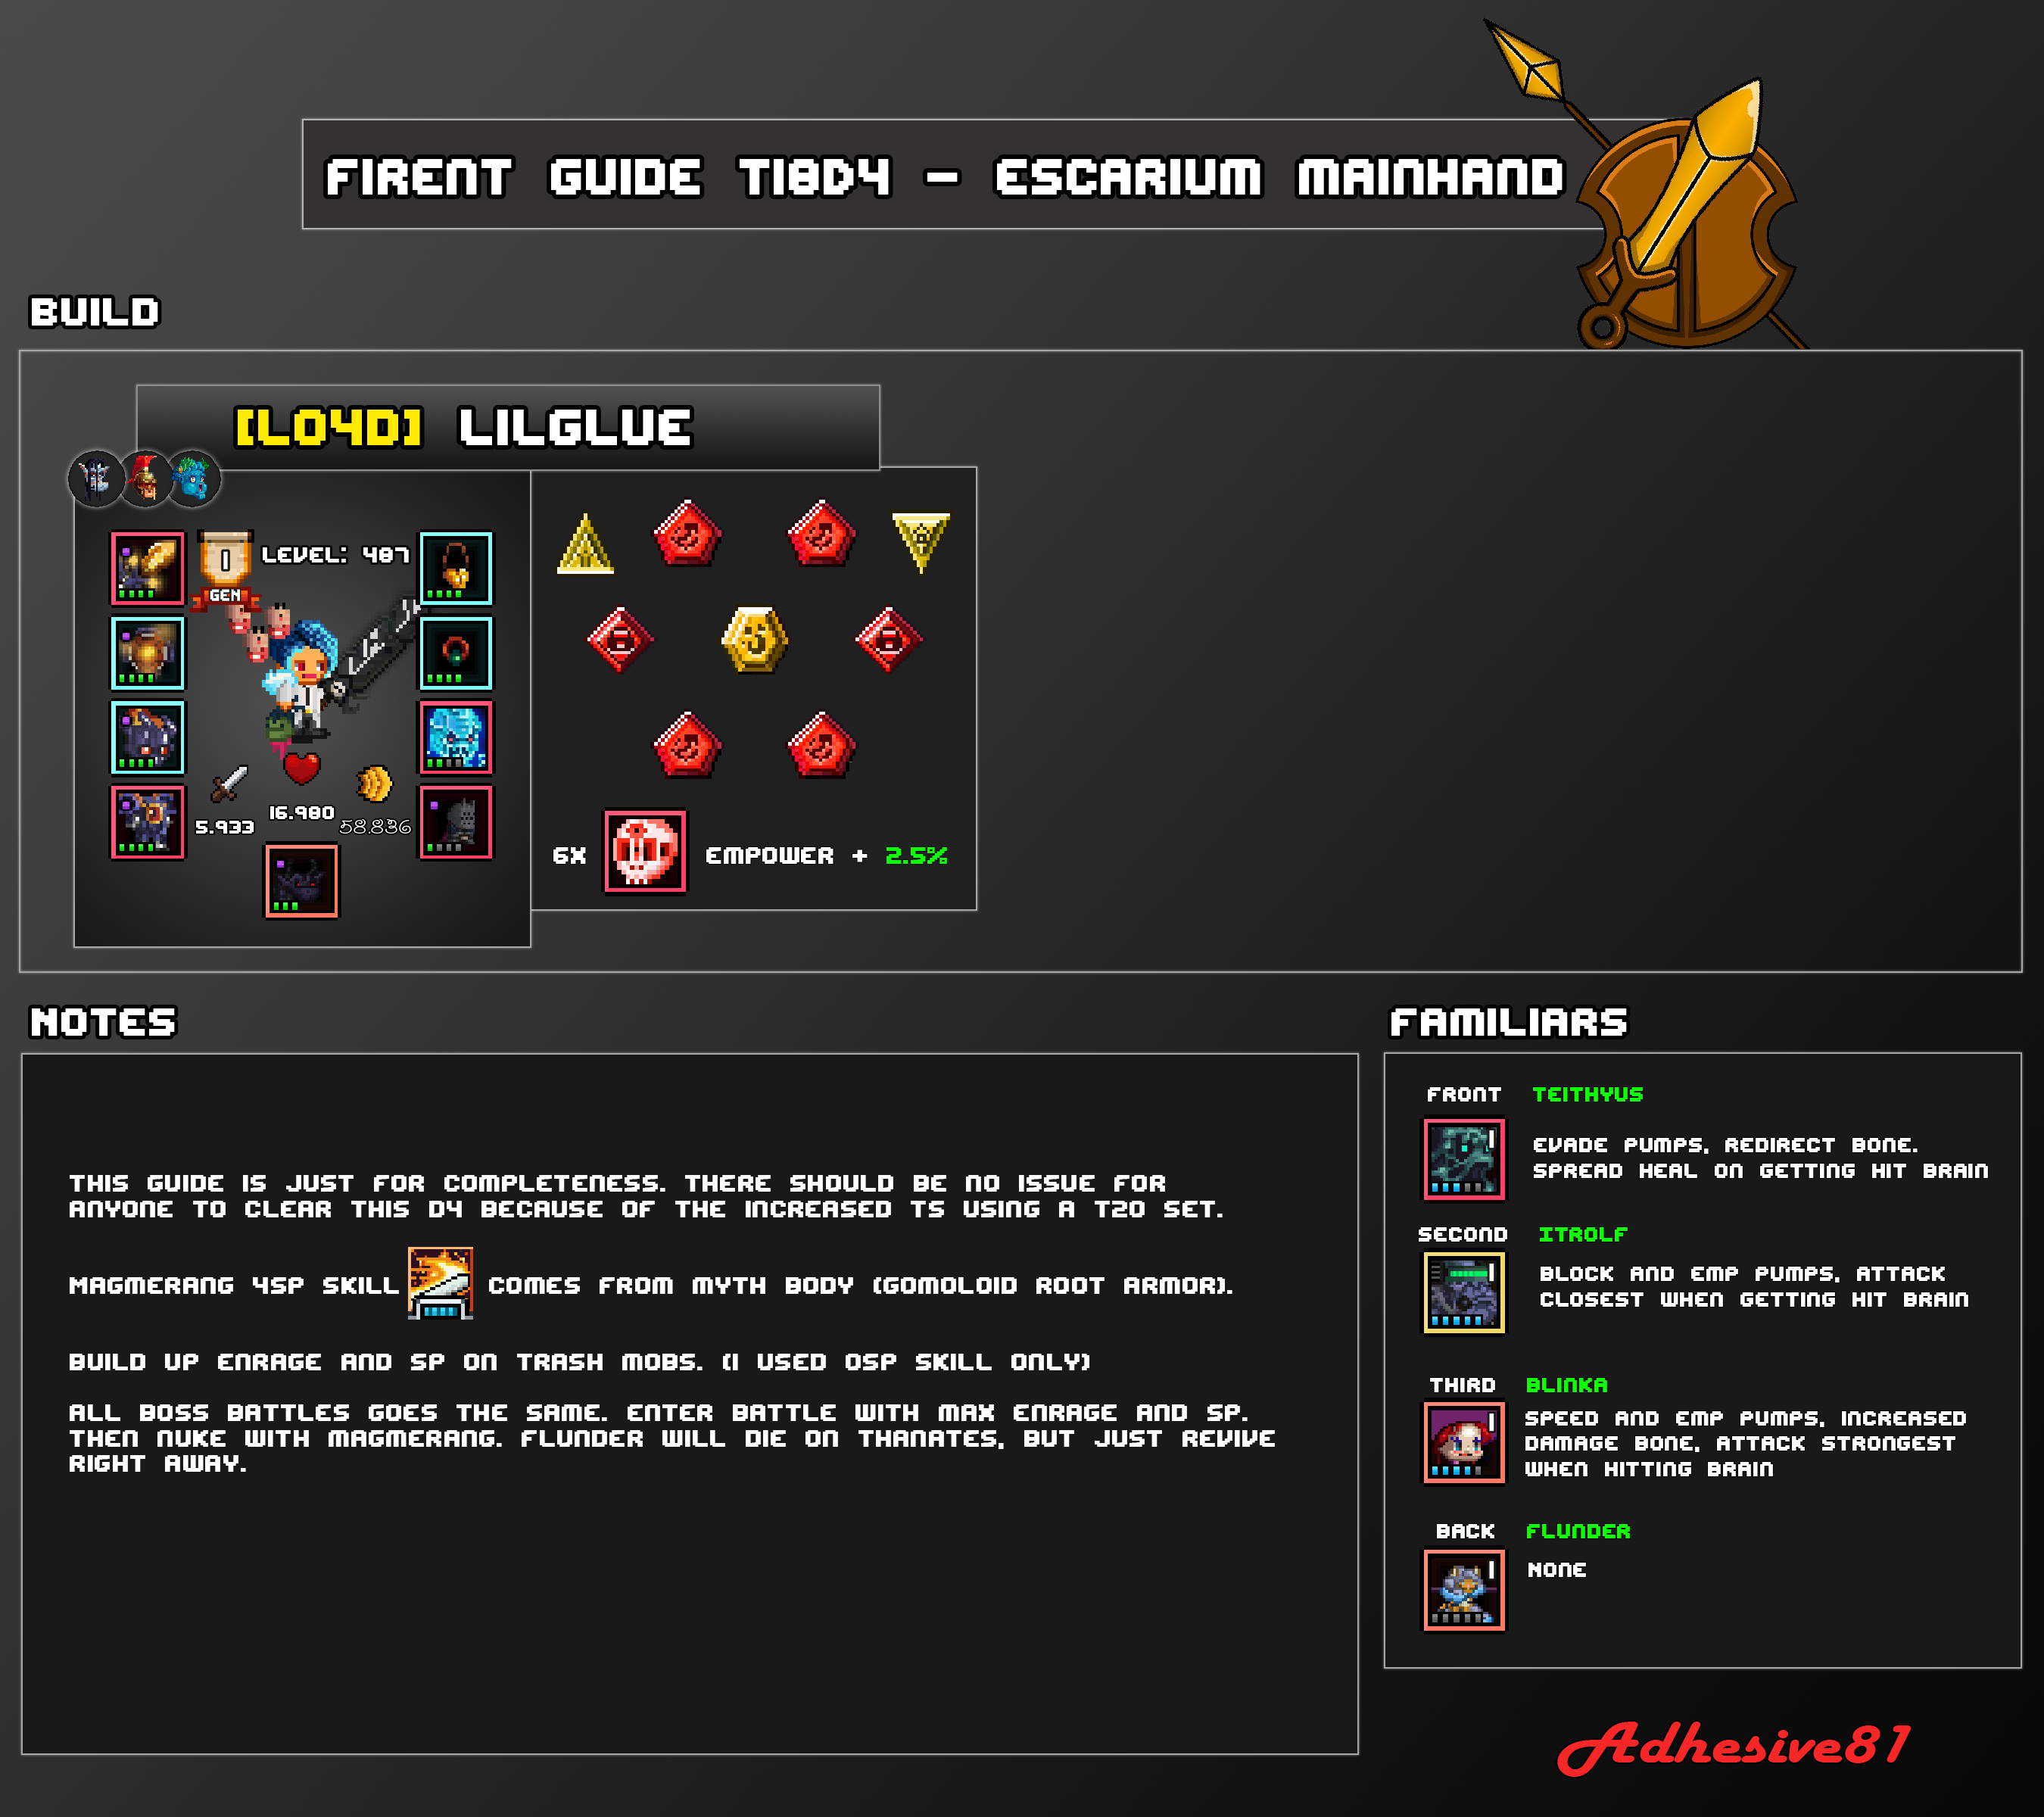 FIRENT GUIDE T18D4 - ESCARIUM MAINHAND
BUILD
[LO4D] LILGLUE
1
GEN
LEVEL: 487
5.933
16.980
58.836
6X
EMPOWER + 2.5%
NOTES
THIS GUIDE IS JUST FOR COMPLETENESS. THERE SHOULD BE NO ISSUE FOR
ANYONE TO CLEAR THIS D4 BECAUSE OF THE INCREASED TS USING A T20 SET.
MAGMERANG 4SP SKILL COMES FROM MYTH BODY (GOMOLOID ROOT ARMOR).
BUILD UP ENRAGE AND SP ON TRASH MOBS. (I USED 0SP SKILL ONLY)
ALL BOSS BATTLES GOES THE SAME. ENTER BATTLE WITH MAX ENRAGE AND SP.
THEN NUKE WITH MAGMERANG. FLUNDER WILL DIE ON THANATES, BUT JUST REVIVE
RIGHT AWAY.
FAMILIARS
FRONT TEITHYUS
EVADE PUMPS, REDIRECT BONE.
SPREAD HEAL ON GETTING HIT BRAIN
SECOND ITROLF
BLOCK AND EMP PUMPS, ATTACK
CLOSEST WHEN GETTING HIT BRAIN
THIRD BLINKA
SPEED AND EMP PUMPS, INCREASED
DAMAGE BONE, ATTACK STRONGEST
WHEN HITTING BRAIN
BACK FLUNDER
NONE
Adhesive81